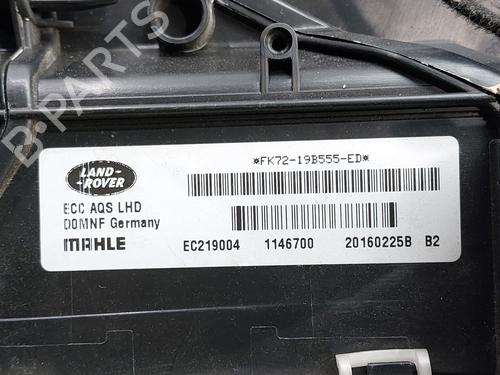 B-PARTS
LAND-
ROVER
*FK72-19B555-ED*
ECC AQS LHD
DOMNF Germany
MAHLE
EC219004 1146700 20160225B B2